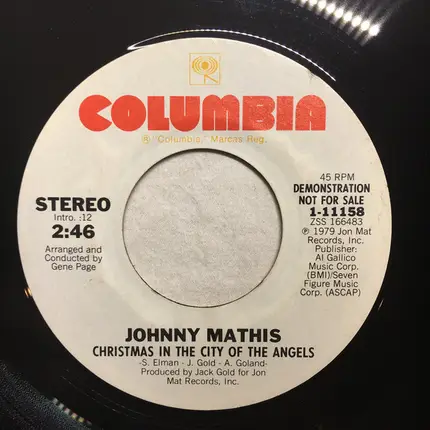 COLUMBIA
® "Columbia," Marcas Reg.
STEREO
Intro. :12
2:46
Arranged and
Conducted by
Gene Page
45 RPM
DEMONSTRATION
NOT FOR SALE
1-11158
ZSS 166483
℗ 1979 Jon Mat
Records, Inc.
Publisher:
Al Gallico
Music Corp.
(BMI)/Seven
Figure Music
Corp. (ASCAP)
JOHNNY MATHIS
CHRISTMAS IN THE CITY OF THE ANGELS
-S. Elman - J. Gold - A. Goland-
Produced by Jack Gold for Jon
Mat Records, Inc.